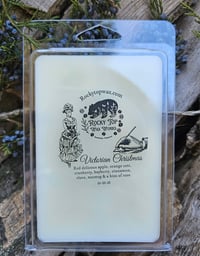 Rockytopwax.com
Rocky Top
Wax Works
Victorian Christmas
Red delicious apple, orange zest,
cranberry, bayberry, cinnamon,
clove, nutmeg & a hint of rum